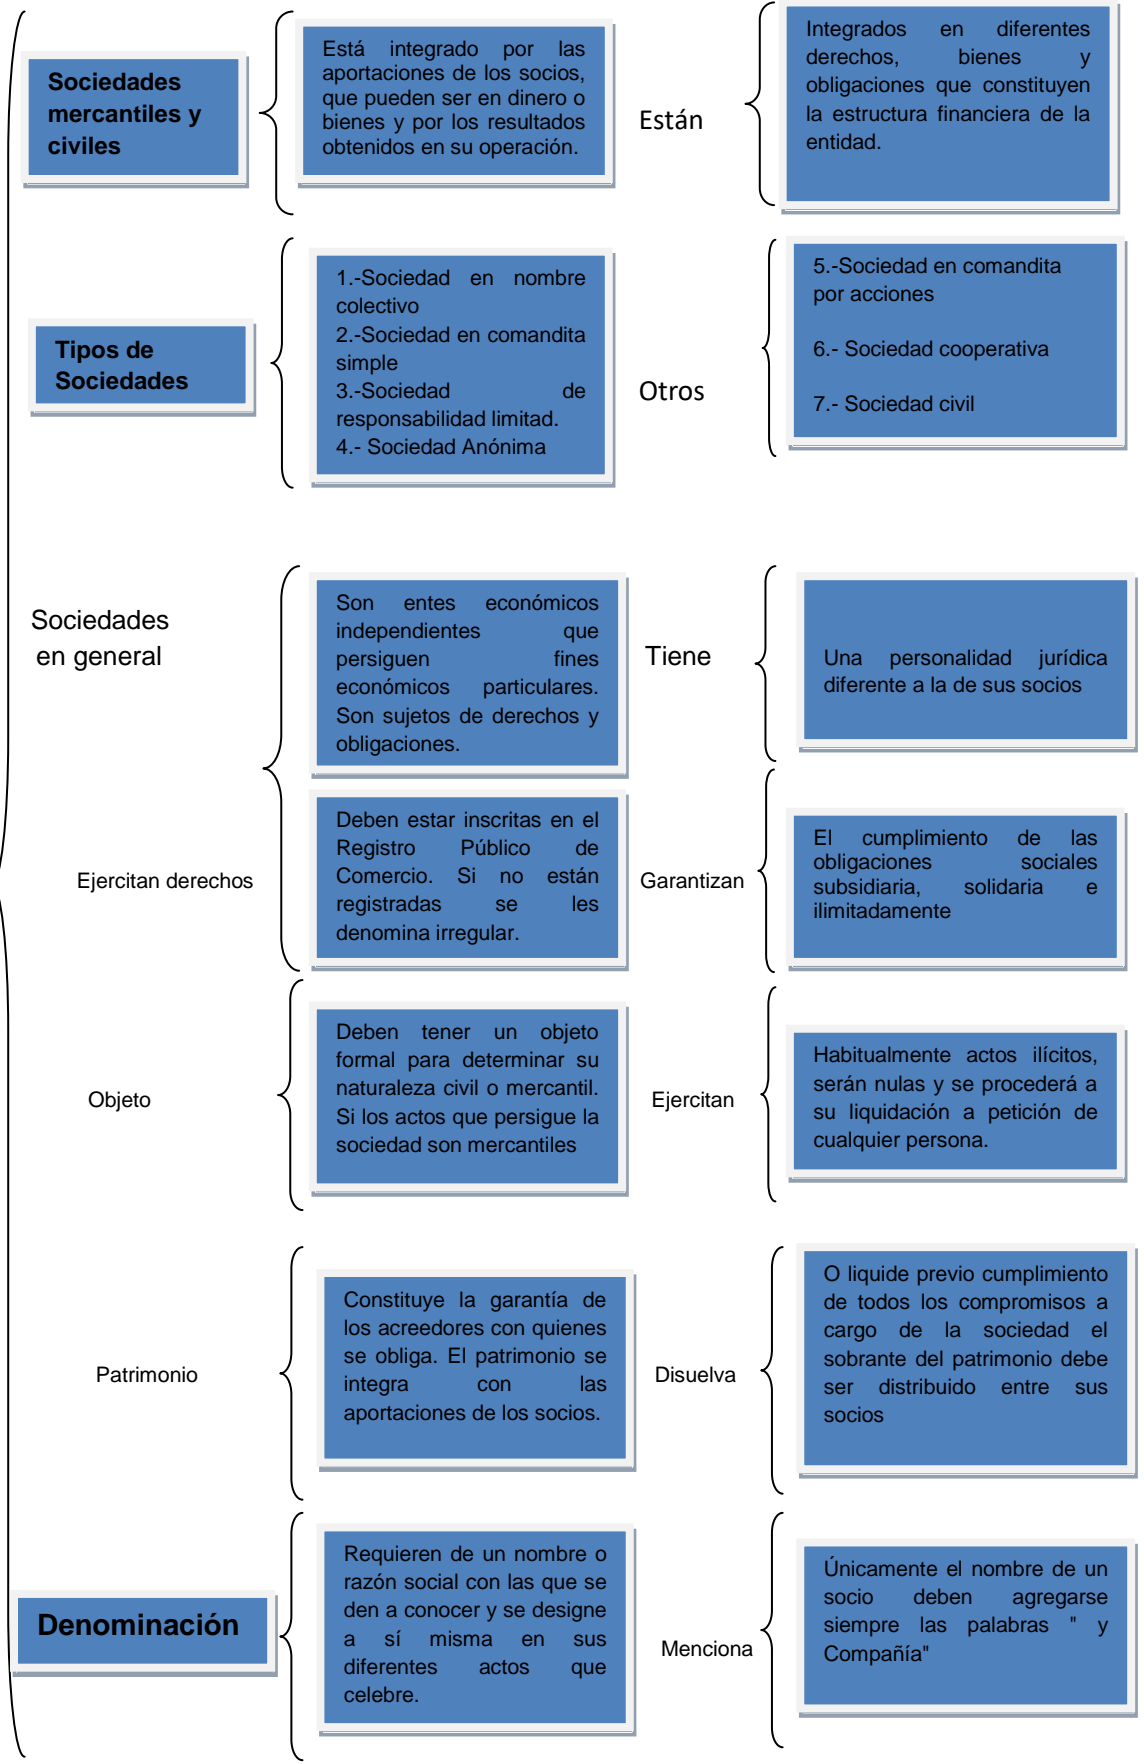 Sociedades
mercantiles y
civiles
Está integrado por las
aportaciones de los socios,
que pueden ser en dinero o
bienes y por los resultados
obtenidos en su operación.
Están
Integrados en diferentes
derechos, bienes y
obligaciones que constituyen
la estructura financiera de la
entidad.
Tipos de
Sociedades
1.-Sociedad en nombre
colectivo
2.-Sociedad en comandita
simple
3.-Sociedad de
responsabilidad limitad.
4.- Sociedad Anónima
Otros
5.-Sociedad en comandita
por acciones
6.- Sociedad cooperativa
7.- Sociedad civil
Sociedades
en general
Son entes económicos
independientes que
persiguen fines
económicos particulares.
Son sujetos de derechos y
obligaciones.
Tiene
Una personalidad jurídica
diferente a la de sus socios
Ejercitan derechos
Deben estar inscritas en el
Registro Público de
Comercio. Si no están
registradas se les
denomina irregular.
Garantizan
El cumplimiento de las
obligaciones sociales
subsidiaria, solidaria e
ilimitadamente
Objeto
Deben tener un objeto
formal para determinar su
naturaleza civil o mercantil.
Si los actos que persigue la
sociedad son mercantiles
Ejercitan
Habitualmente actos ilícitos,
serán nulas y se procederá a
su liquidación a petición de
cualquier persona.
Patrimonio
Constituye la garantía de
los acreedores con quienes
se obliga. El patrimonio se
integra con las
aportaciones de los socios.
Disuelva
O liquide previo cumplimiento
de todos los compromisos a
cargo de la sociedad el
sobrante del patrimonio debe
ser distribuido entre sus
socios
Denominación
Requieren de un nombre o
razón social con las que se
den a conocer y se designe
a sí misma en sus
diferentes actos que
celebre.
Menciona
Únicamente el nombre de un
socio deben agregarse
siempre las palabras " y
Compañía"